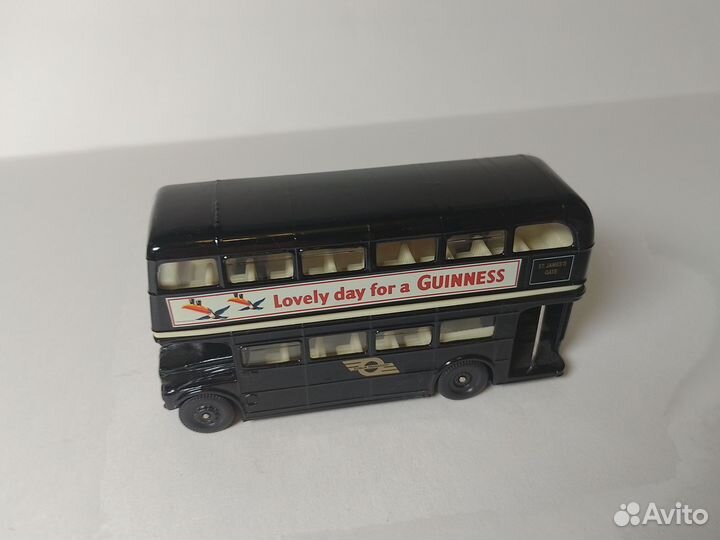 Lovely day for a GUINNESS
ST. JAMES'S
GATE
Avito